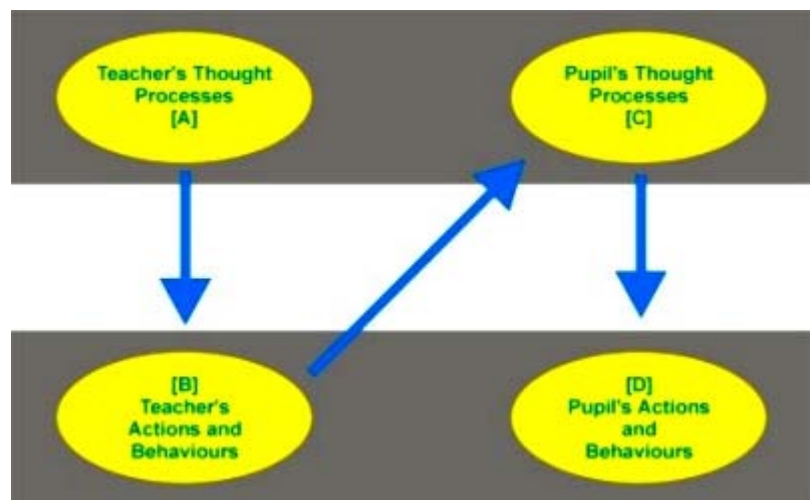 Teacher's Thought
Processes
[A]
Pupil's Thought
Processes
[C]
[B]
Teacher's
Actions and
Behaviours
[D]
Pupil's Actions
and
Behaviours